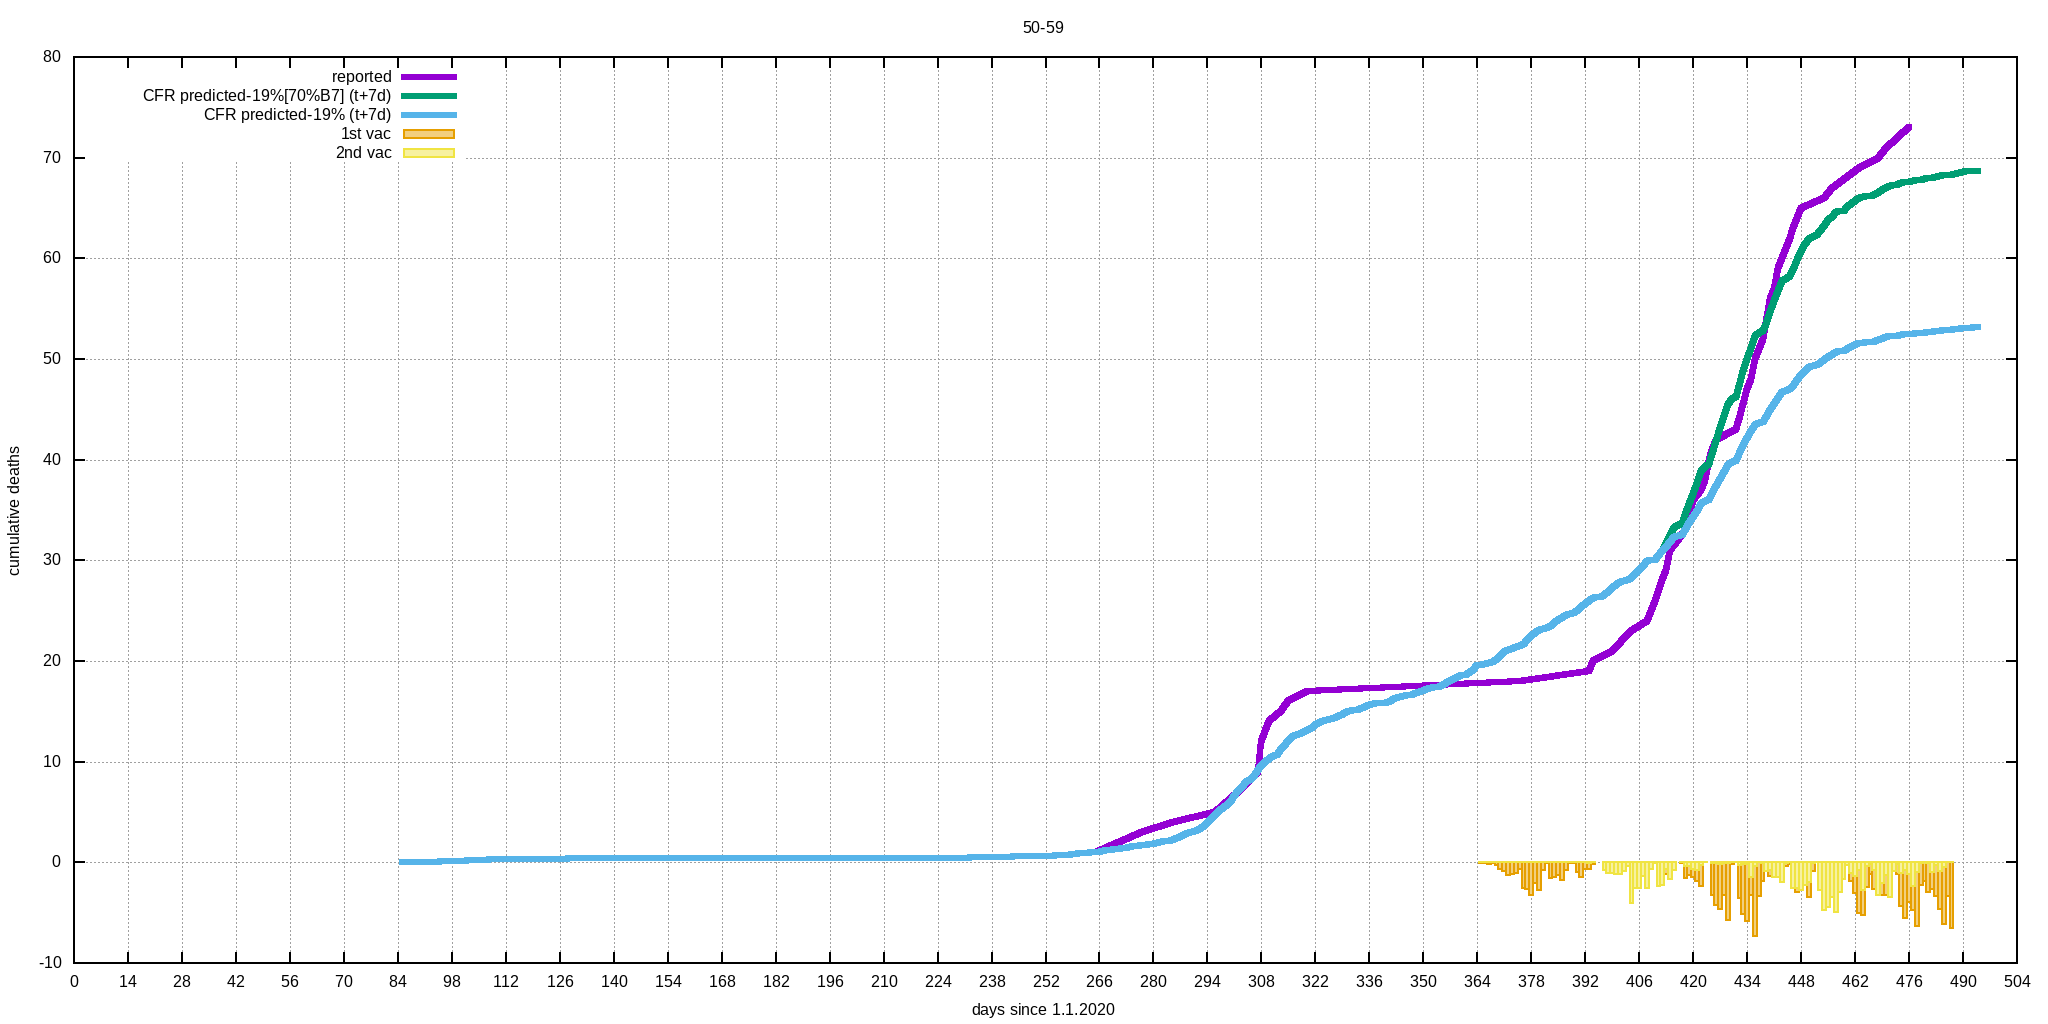 50-59
80
70
60
50
40
30
20
10
0
-10
cumulative deaths
reported
CFR predicted-19%[70%B7] (t+7d)
CFR predicted-19% (t+7d)
1st vac
2nd vac
0 14 28 42 56 70 84 98 112 126 140 154 168 182 196 210 224 238 252 266 280 294 308 322 336 350 364 378 392 406 420 434 448 462 476 490 504
days since 1.1.2020